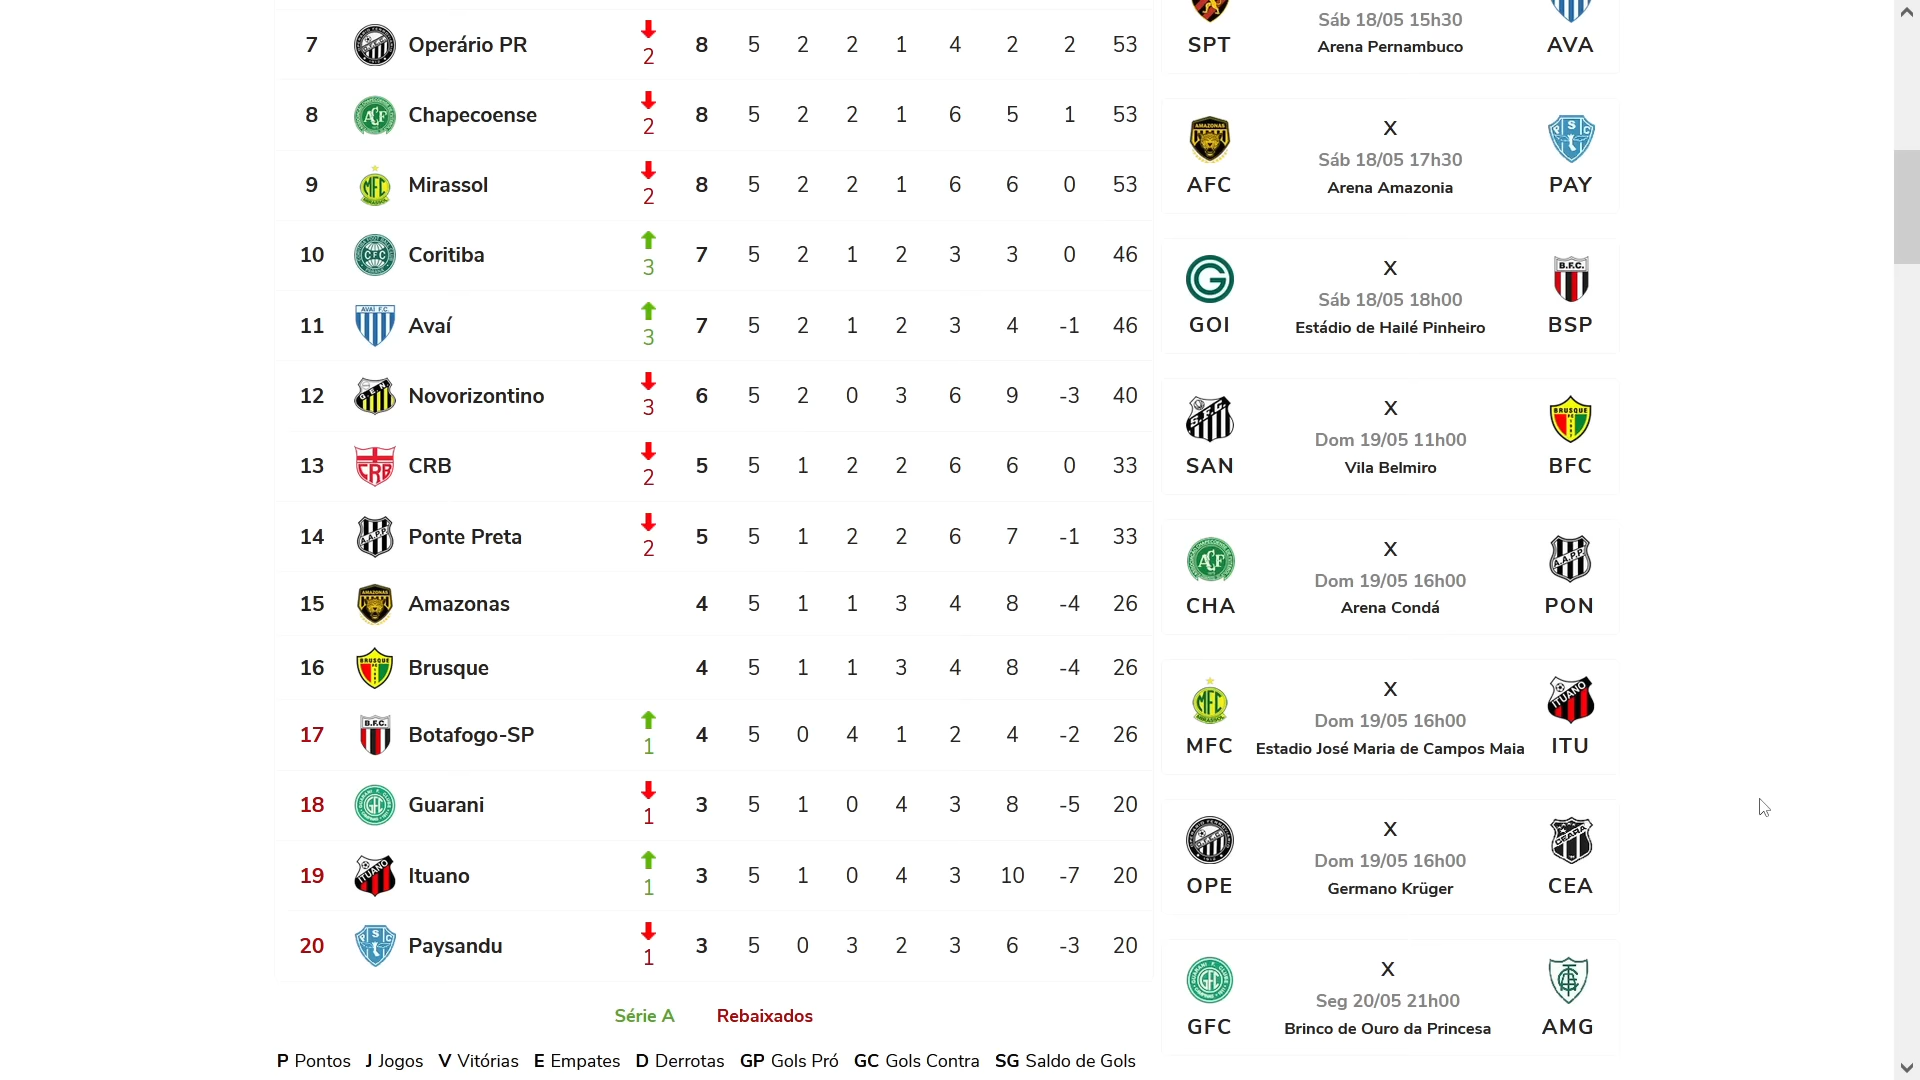 7 Operário PR 2 8 5 2 2 1 4 2 2 53
8 Chapecoense 2 8 5 2 2 1 6 5 1 53
9 Mirassol 2 8 5 2 2 1 6 6 0 53
10 Coritiba 3 7 5 2 1 2 3 3 0 46
11 Avaí 3 7 5 2 1 2 3 4 -1 46
12 Novorizontino 3 6 5 2 0 3 6 9 -3 40
13 CRB 2 5 5 1 2 2 6 6 0 33
14 Ponte Preta 2 5 5 1 2 2 6 7 -1 33
15 Amazonas 4 5 1 1 3 4 8 -4 26
16 Brusque 4 5 1 1 3 4 8 -4 26
17 Botafogo-SP 1 4 5 0 4 1 2 4 -2 26
18 Guarani 1 3 5 1 0 4 3 8 -5 20
19 Ituano 1 3 5 1 0 4 3 10 -7 20
20 Paysandu 1 3 5 0 3 2 3 6 -3 20
Série A Rebaixados
P Pontos J Jogos V Vitórias E Empates D Derrotas GP Gols Pró GC Gols Contra SG Saldo de Gols
Sáb 18/05 15h30
SPT Arena Pernambuco AVA
X
Sáb 18/05 17h30
AFC Arena Amazonia PAY
X
Sáb 18/05 18h00
GOI Estádio de Hailé Pinheiro BSP
X
Dom 19/05 11h00
SAN Vila Belmiro BFC
X
Dom 19/05 16h00
CHA Arena Condá PON
X
Dom 19/05 16h00
MFC Estadio José Maria de Campos Maia ITU
X
Dom 19/05 16h00
OPE Germano Krüger CEA
X
Seg 20/05 21h00
GFC Brinco de Ouro da Princesa AMG